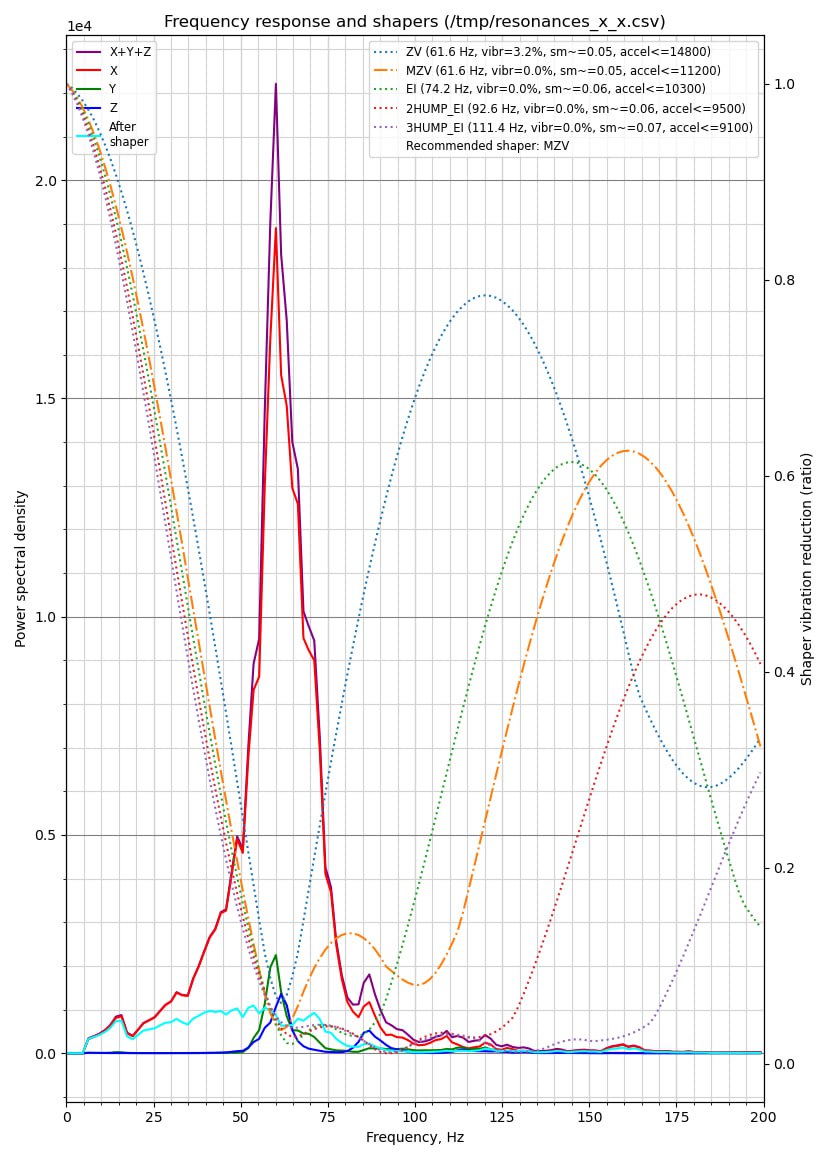 Frequency response and shapers (/tmp/resonances_x_x.csv)
1e4
X+Y+Z
X
Y
Z
After
shaper
ZV (61.6 Hz, vibr=3.2%, sm~=0.05, accel<=14800)
MZV (61.6 Hz, vibr=0.0%, sm~=0.05, accel<=11200)
EI (74.2 Hz, vibr=0.0%, sm~=0.06, accel<=10300)
2HUMP_EI (92.6 Hz, vibr=0.0%, sm~=0.06, accel<=9500)
3HUMP_EI (111.4 Hz, vibr=0.0%, sm~=0.07, accel<=9100)
Recommended shaper: MZV
Power spectral density
2.0
1.5
1.0
0.5
0.0
1.0
0.8
0.6
0.4
0.2
0.0
Shaper vibration reduction (ratio)
0 25 50 75 100 125 150 175 200
Frequency, Hz